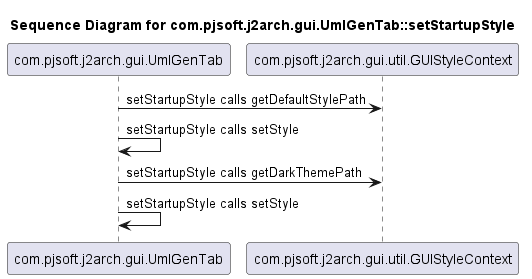 Sequence Diagram for com.pjsoft.j2arch.gui.UmlGenTab::setStartupStyle
com.pjsoft.j2arch.gui.UmlGenTab com.pjsoft.j2arch.gui.util.GUIStyleContext
setStartupStyle calls getDefaultStylePath
setStartupStyle calls setStyle
setStartupStyle calls getDarkThemePath
setStartupStyle calls setStyle
com.pjsoft.j2arch.gui.UmlGenTab com.pjsoft.j2arch.gui.util.GUIStyleContext